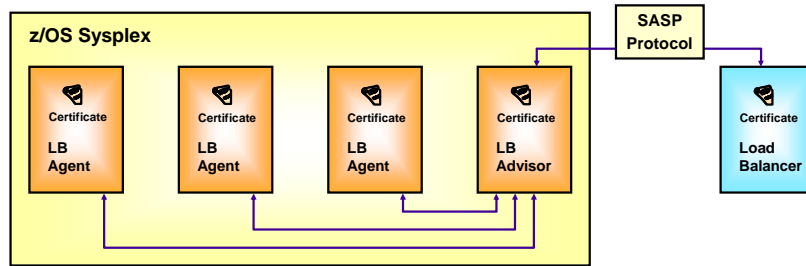 SASP
Protocol
z/OS Sysplex
Certificate
LB
Agent
Certificate
LB
Agent
Certificate
LB
Agent
Certificate
LB
Advisor
Certificate
Load
Balancer